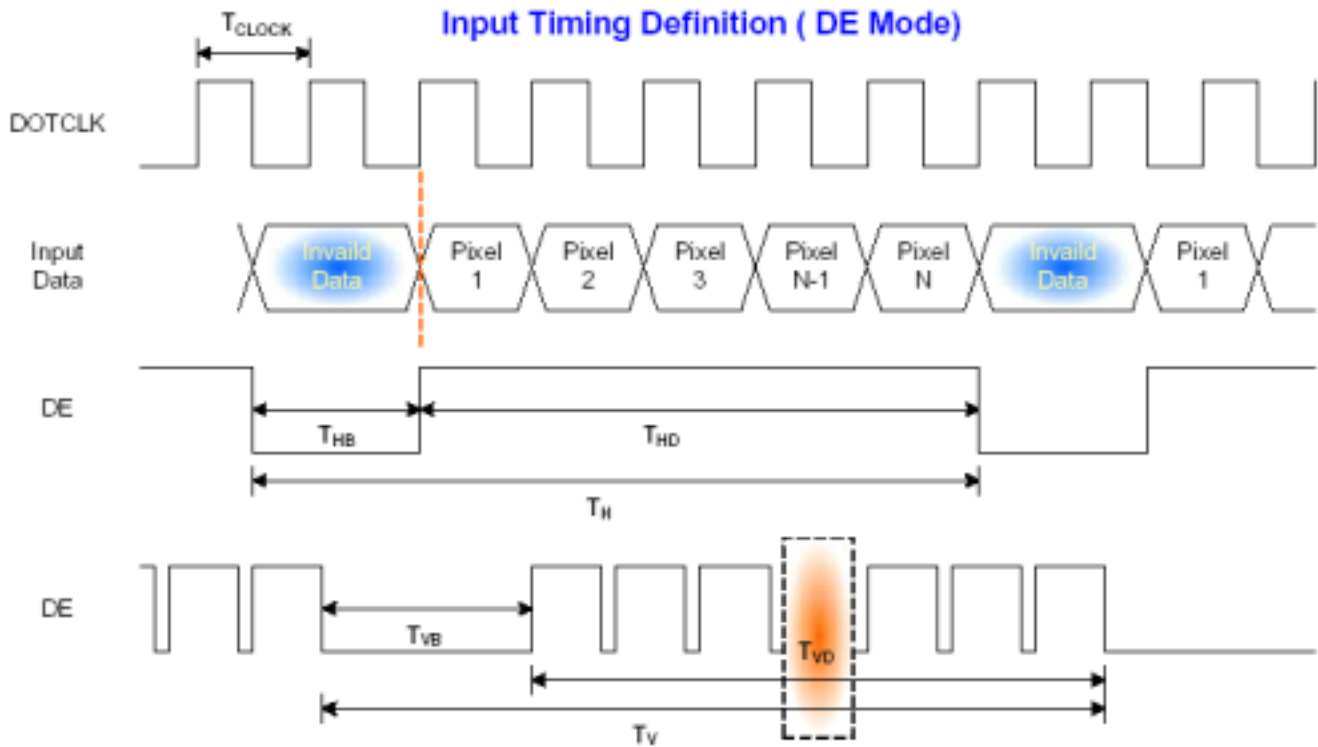 Input Timing Definition ( DE Mode)
TCLOCK
DOTCLK
Input
Data
Invaild
Data
Pixel
1
Pixel
2
Pixel
3
Pixel
N-1
Pixel
N
Invaild
Data
Pixel
1
DE
THB
THD
TH
DE
TVB
TVD
TV